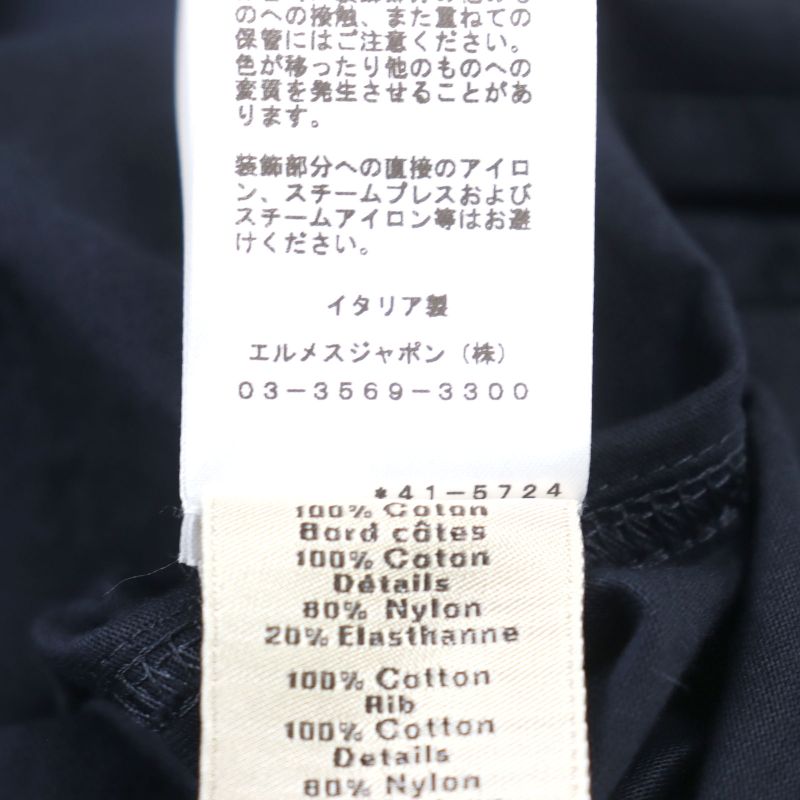 のへの接触、また重ねての
保管にはご注意ください。
色が移ったり他のものへの
変質を発生させることがあ
ります。
装飾部分への直接のアイロ
ン、スチームプレスおよび
スチームアイロン等はお避
けください。
イタリア製
エルメスジャポン（株）
03-3569-3300
*41-5724
100% Coton
Bord côtes
100% Coton
Détails
80% Nylon
20% Elasthanne
100% Cotton
Rib
100% Cotton
Details
80% Nylon